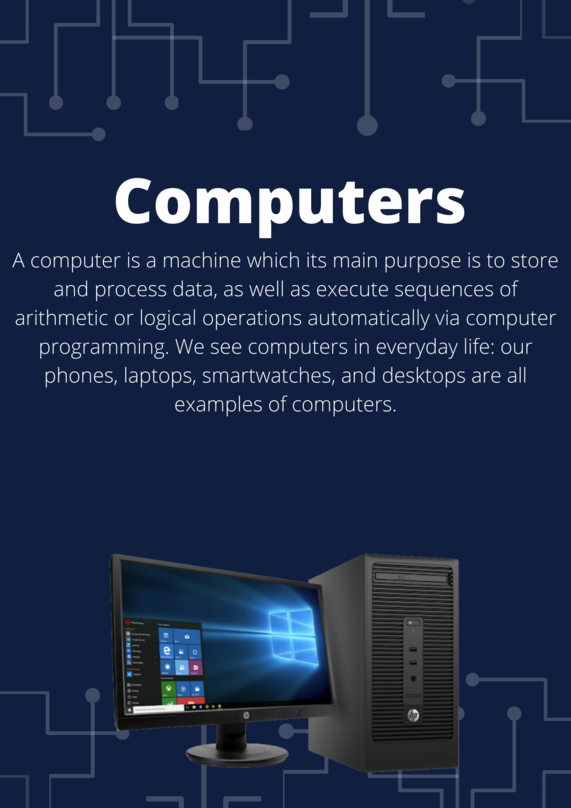 Computers
A computer is a machine which its main purpose is to store
and process data, as well as execute sequences of
arithmetic or logical operations automatically via computer
programming. We see computers in everyday life: our
phones, laptops, smartwatches, and desktops are all
examples of computers.
hp
hp